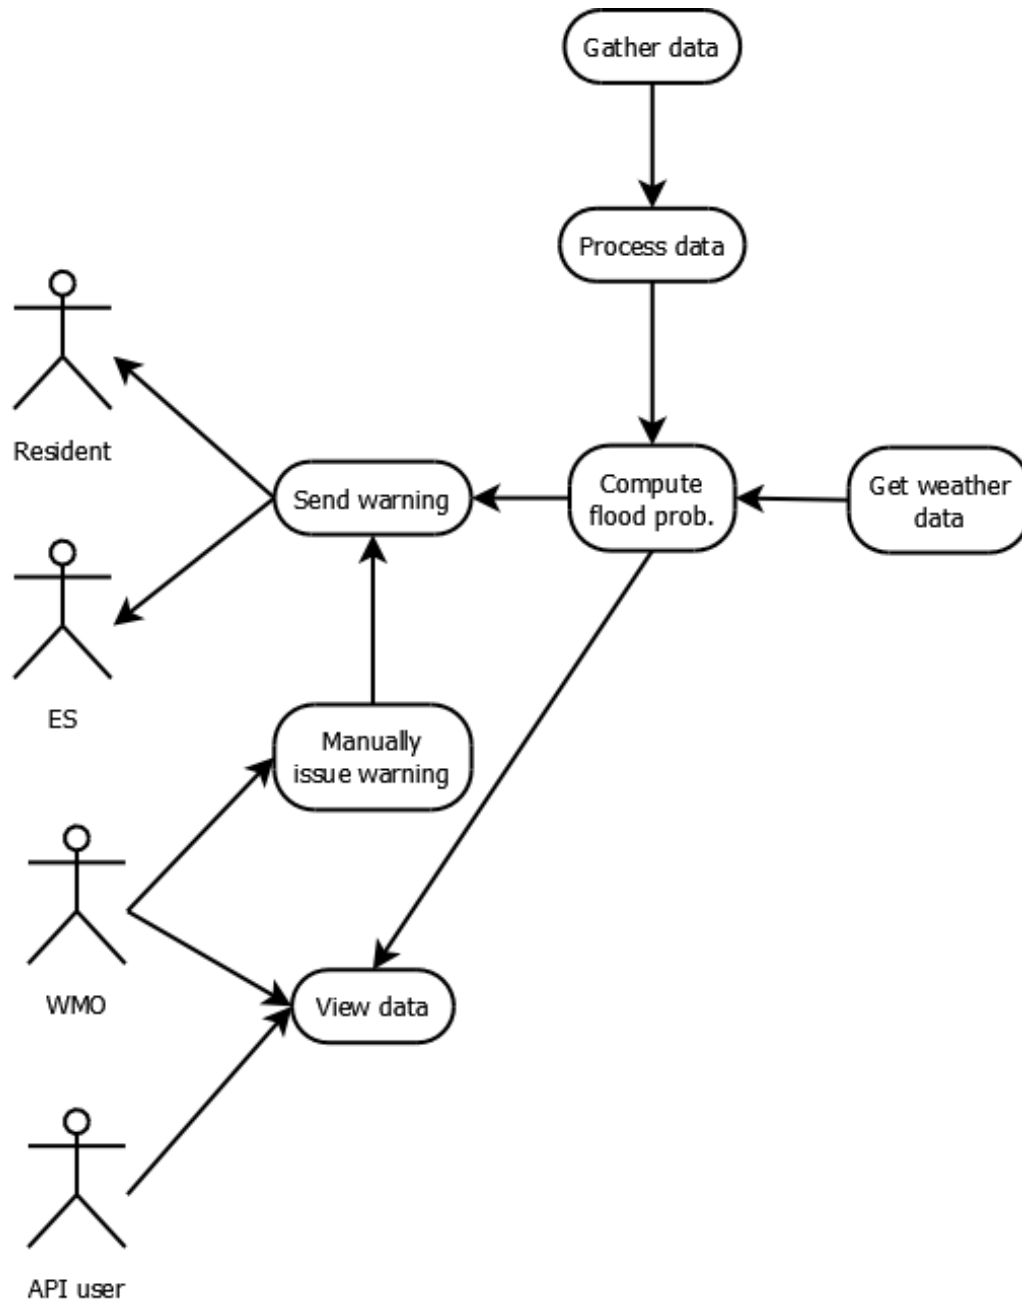 Gather data
Process data
Resident
Send warning
Compute
flood prob.
Get weather
data
ES
Manually
issue warning
WMO
View data
API user